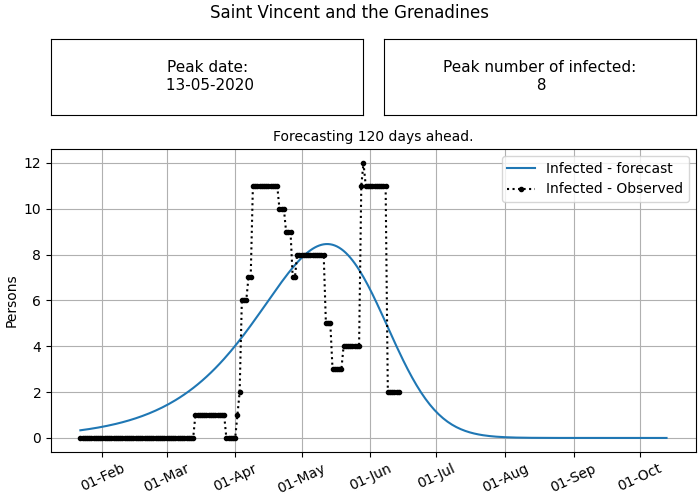 Saint Vincent and the Grenadines
Peak date:
13-05-2020
Peak number of infected:
8
Forecasting 120 days ahead.
Infected - forecast
Infected - Observed
Persons
12
10
8
6
4
2
0
01-Feb
01-Mar
01-Apr
01-May
01-Jun
01-Jul
01-Aug
01-Sep
01-Oct